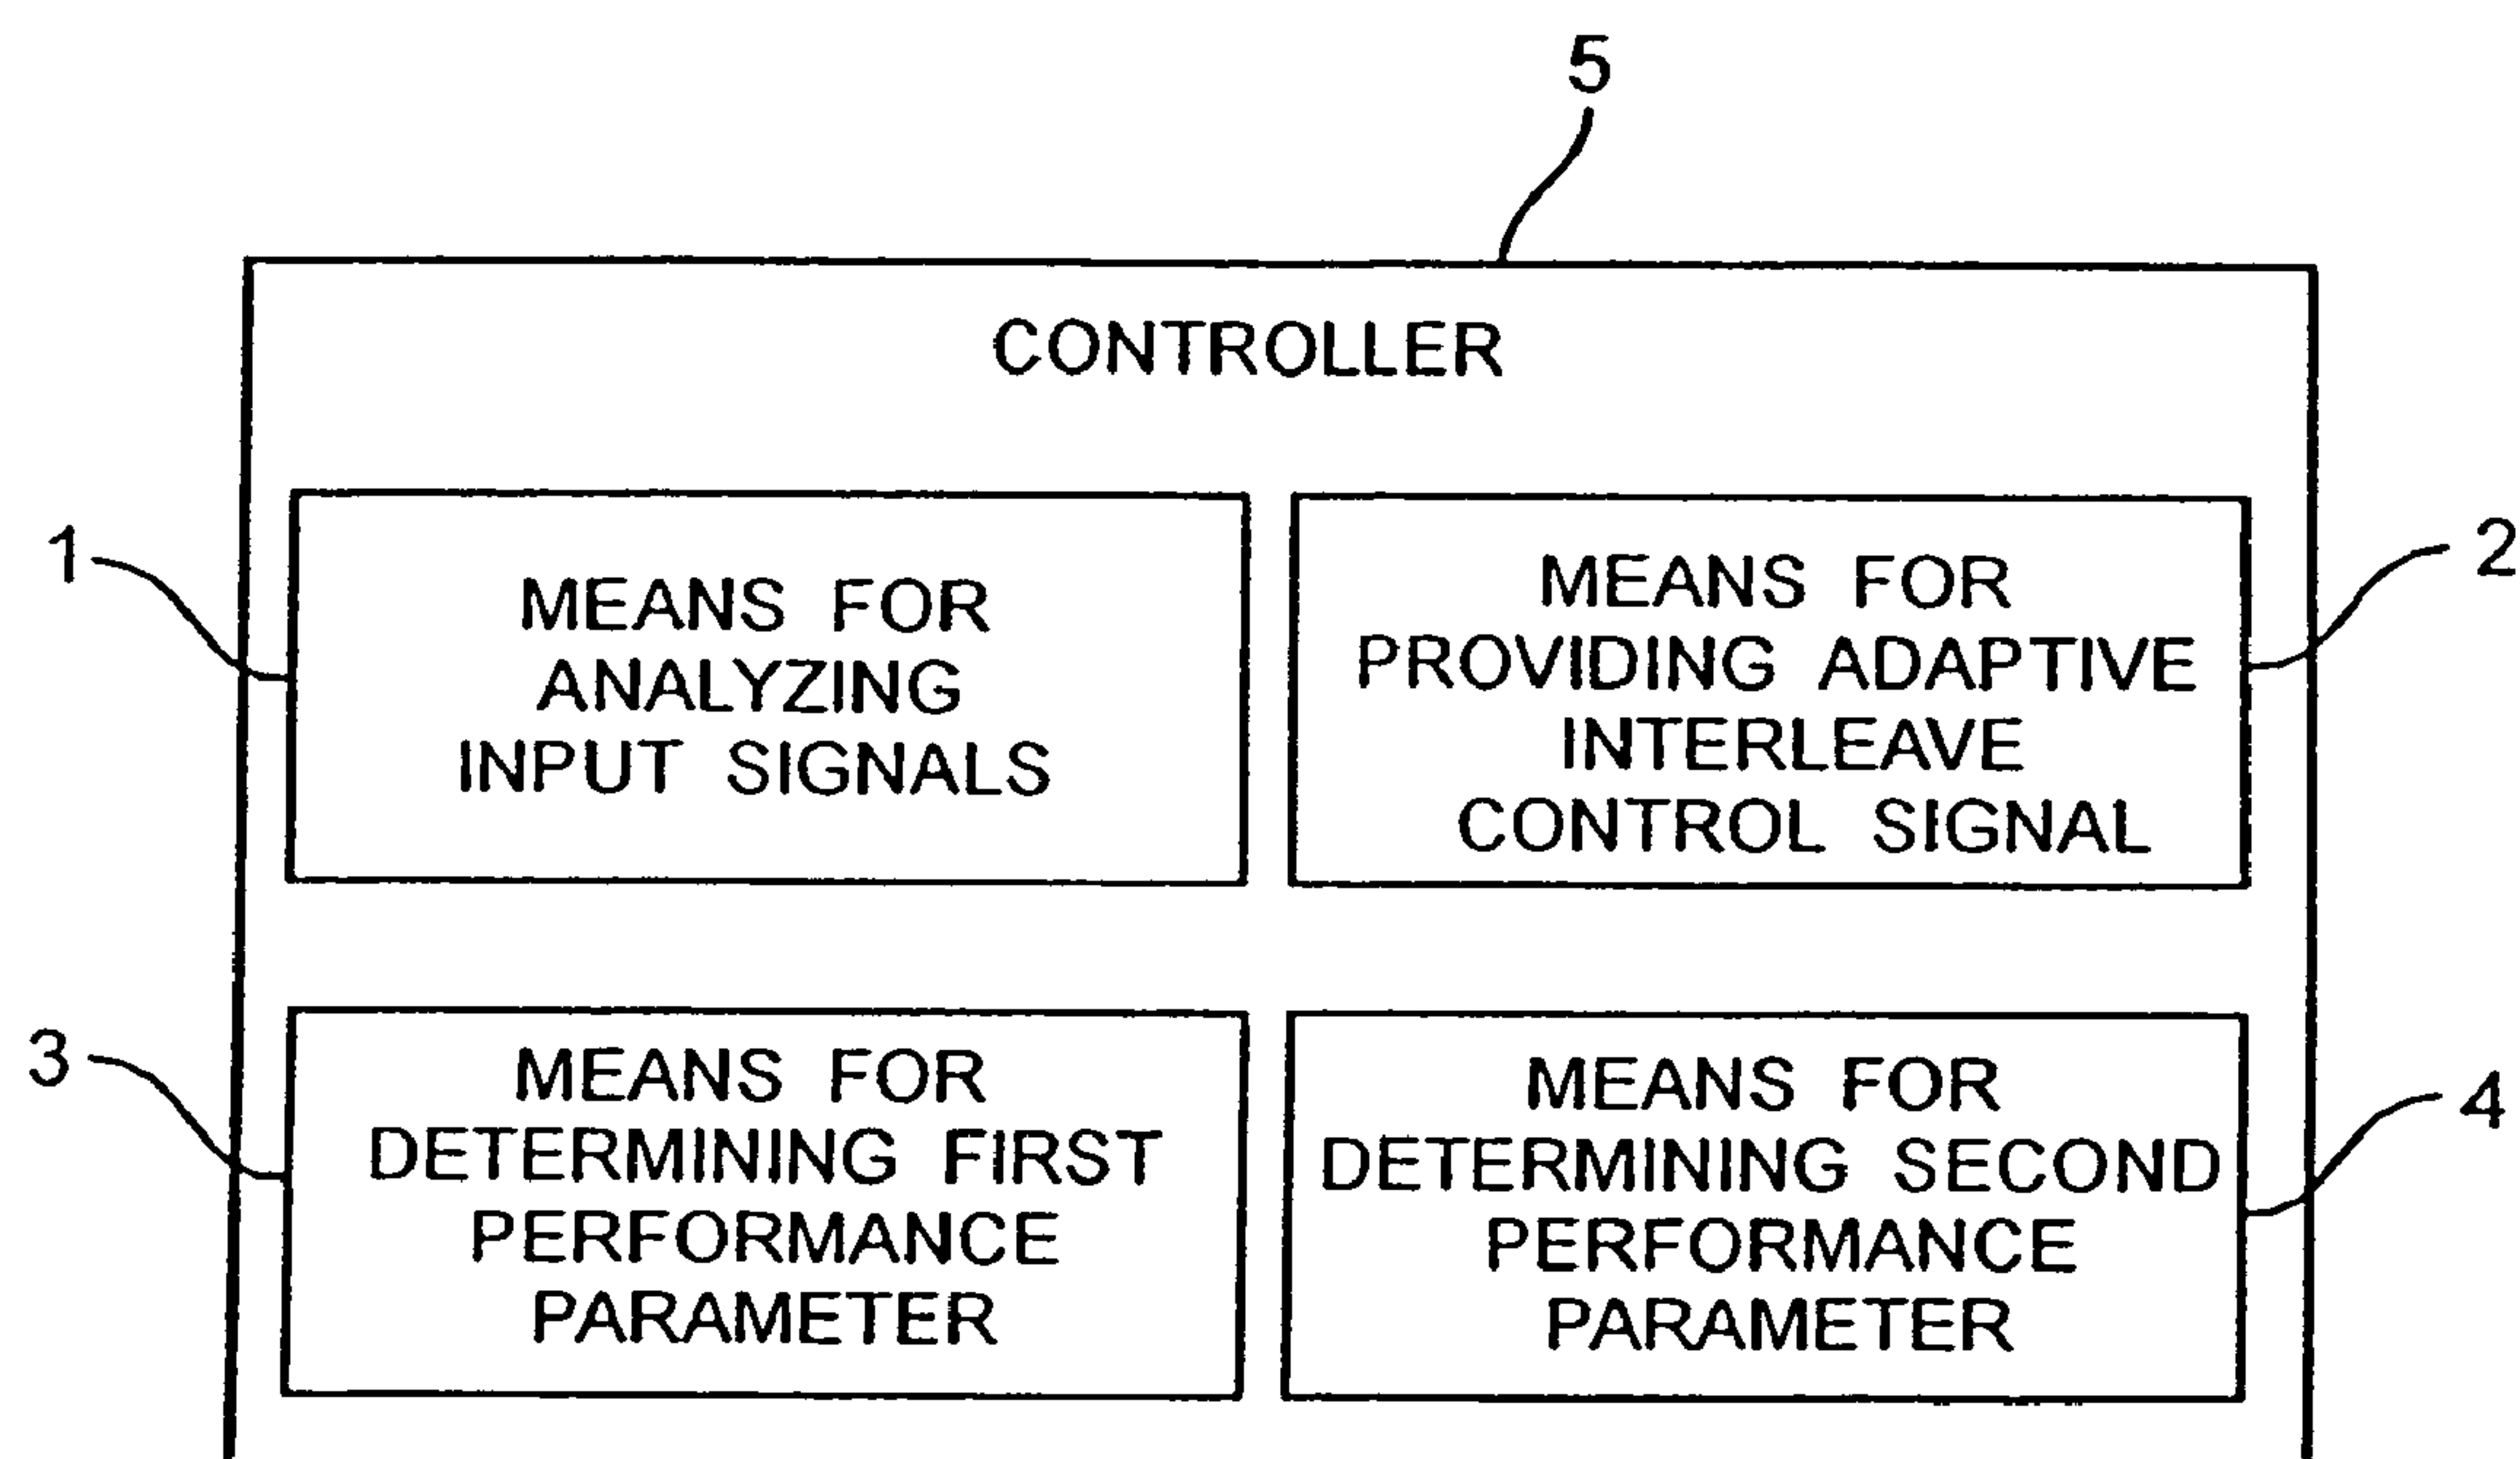 5
CONTROLLER
1
MEANS FOR
ANALYZING
INPUT SIGNALS
2
MEANS FOR
PROVIDING ADAPTIVE
INTERLEAVE
CONTROL SIGNAL
3
MEANS FOR
DETERMINING FIRST
PERFORMANCE
PARAMETER
4
MEANS FOR
DETERMINING SECOND
PERFORMANCE
PARAMETER